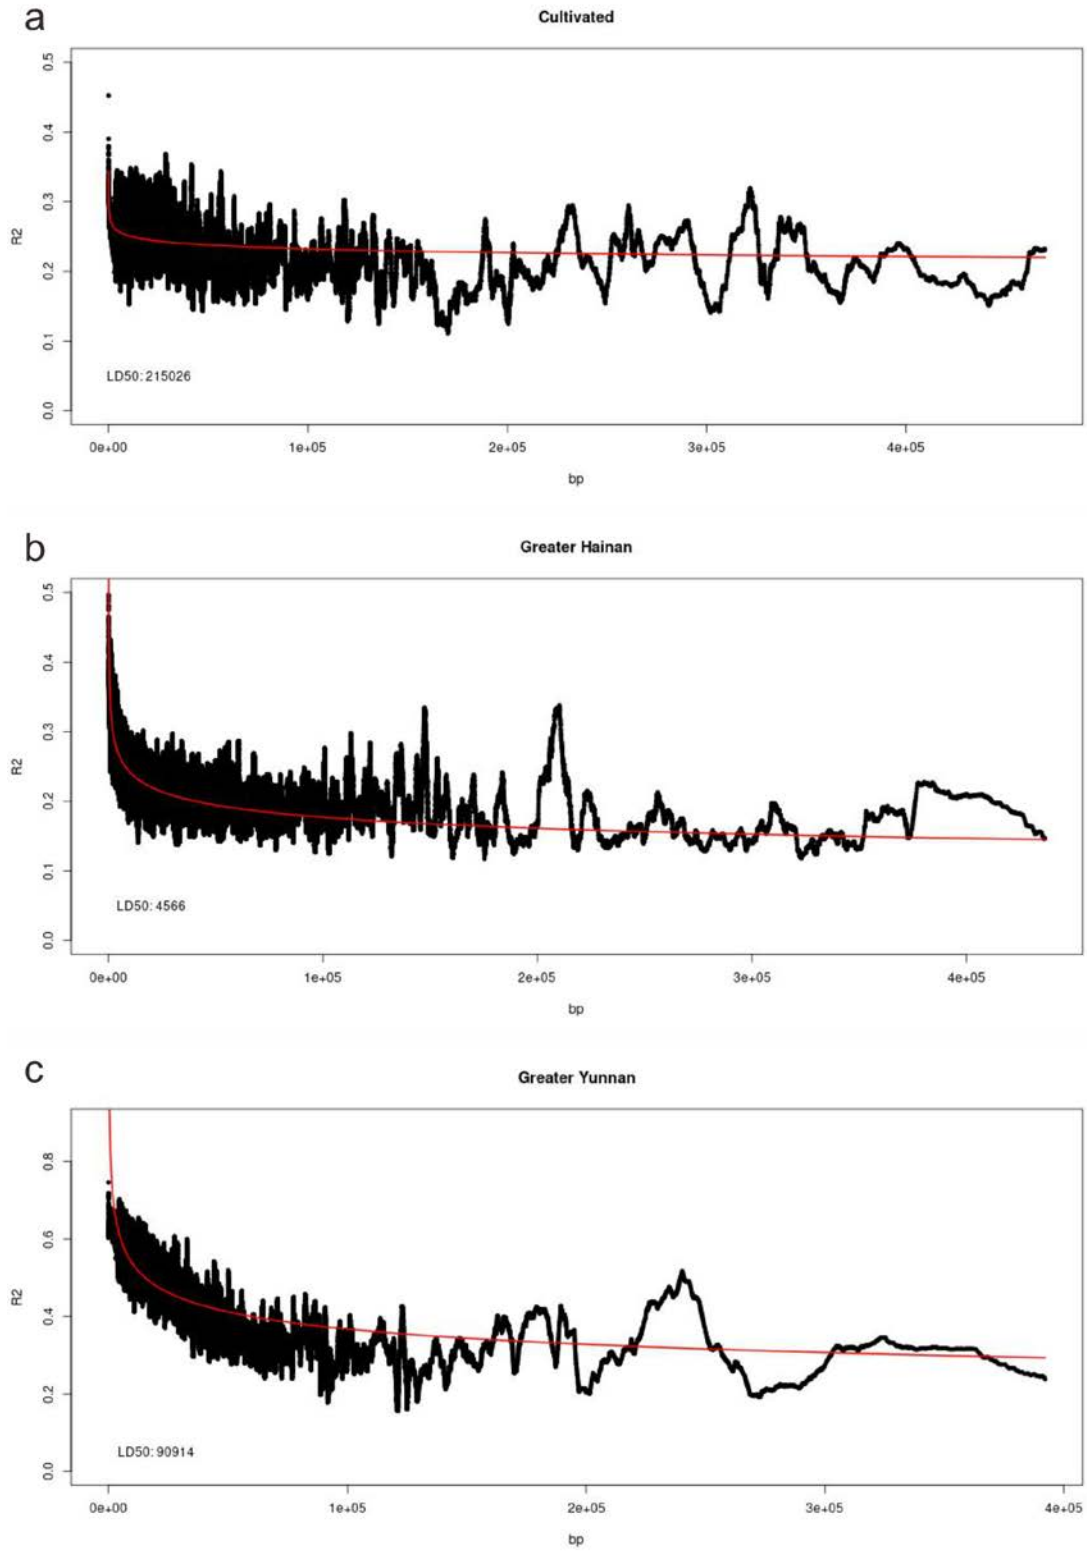 a
Cultivated
R2
0.5
0.4
0.3
0.2
0.1
0.0
LD50: 215026
0e+00 1e+05 2e+05 3e+05 4e+05
bp
b
Greater Hainan
R2
0.5
0.4
0.3
0.2
0.1
0.0
LD50: 4566
0e+00 1e+05 2e+05 3e+05 4e+05
bp
c
Greater Yunnan
R2
0.8
0.6
0.4
0.2
0.0
LD50: 90914
0e+00 1e+05 2e+05 3e+05 4e+05
bp